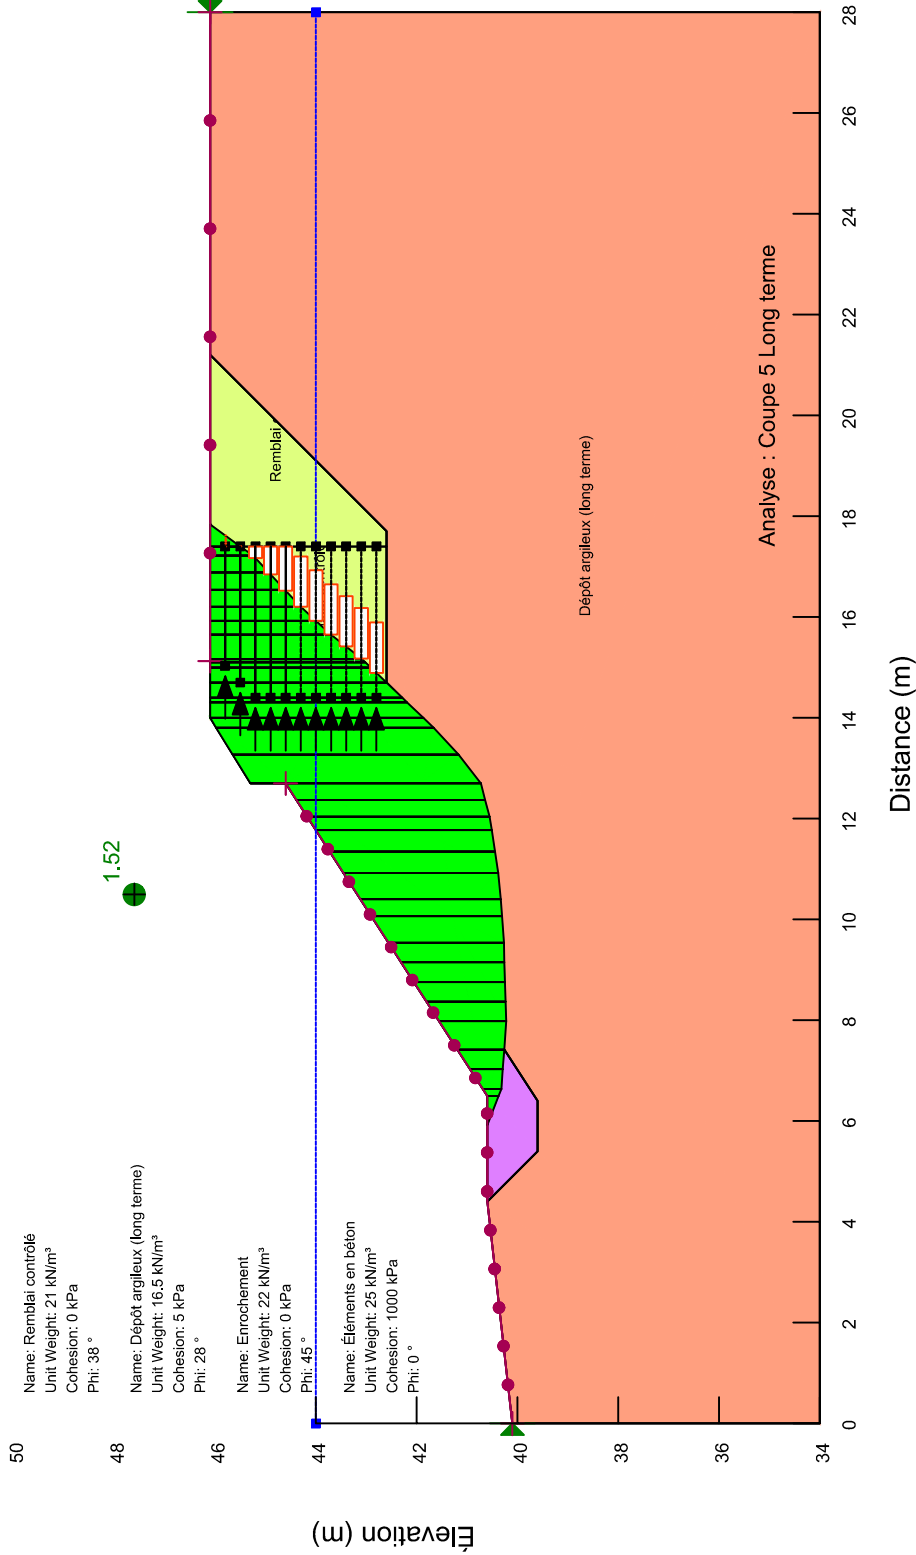 Name: Remblai contrôlé
Unit Weight: 21 kN/m³
Cohesion: 0 kPa
Phi: 38 °
Name: Dépôt argileux (long terme)
Unit Weight: 16.5 kN/m³
Cohesion: 5 kPa
Phi: 28 °
Name: Enrochement
Unit Weight: 22 kN/m³
Cohesion: 0 kPa
Phi: 45 °
Name: Eléments en béton
Unit Weight: 25 kN/m³
Cohesion: 1000 kPa
Phi: 0 °
1.52
Remblai
Dépôt argileux (long terme)
Analyse : Coupe 5 Long terme
Élevation (m)
50
48
46
44
42
40
38
36
34
0
2
4
6
8
10
12
14
16
18
20
22
24
26
28
Distance (m)